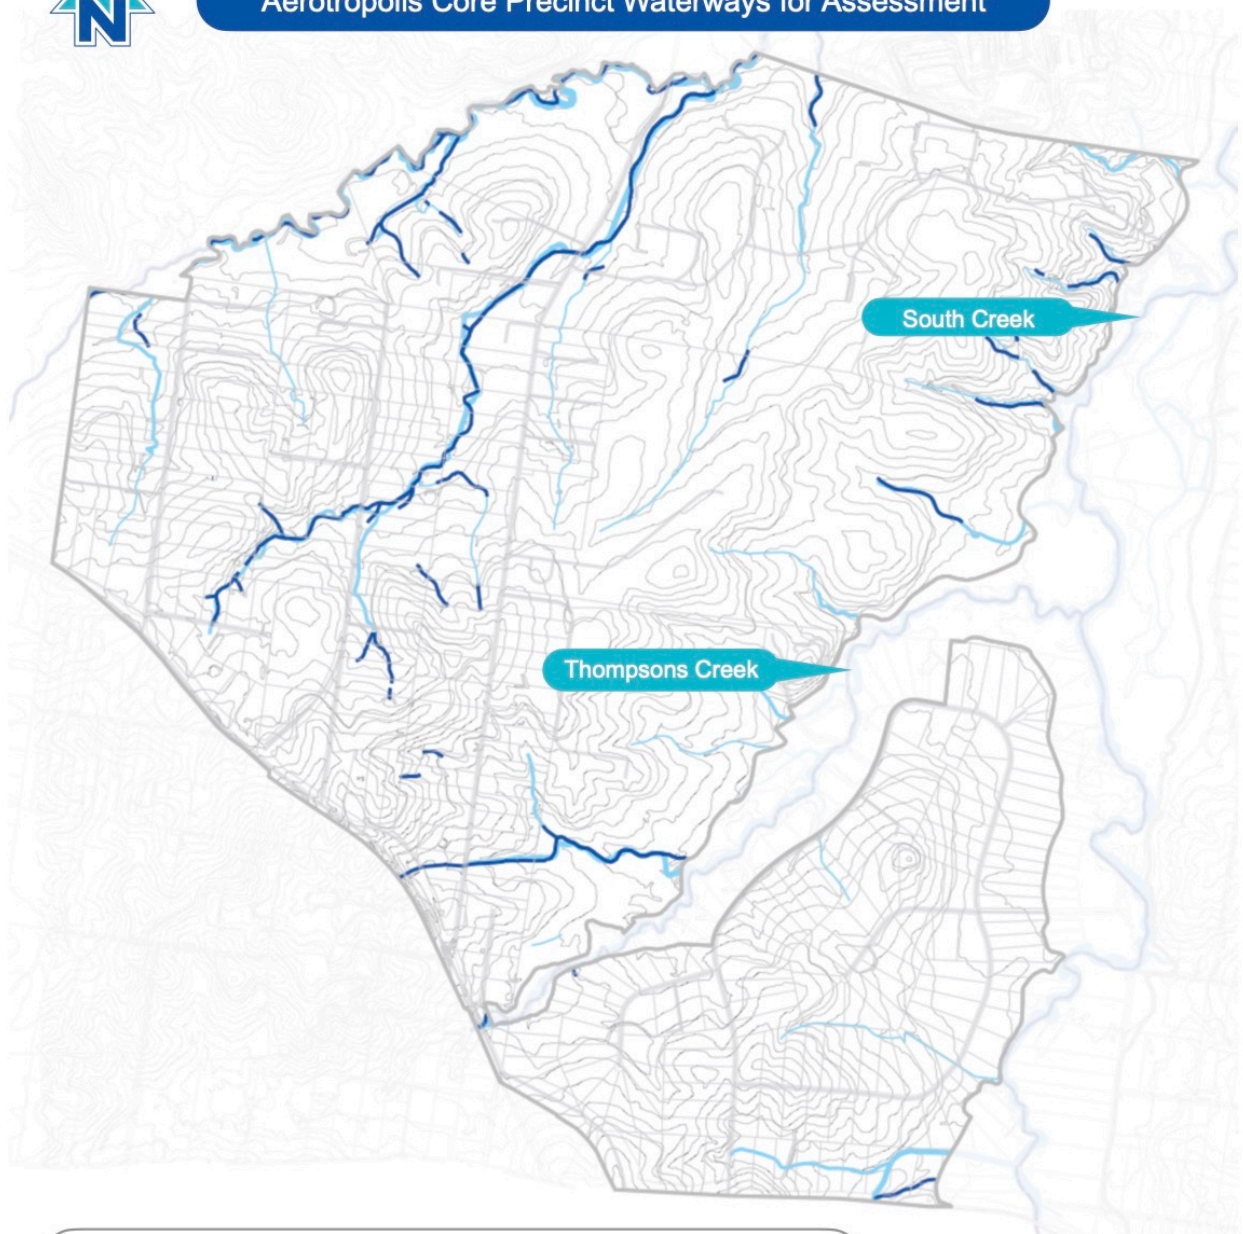 N
Aerotropolis Core Precinct Waterways for Assessment
South Creek
Thompsons Creek